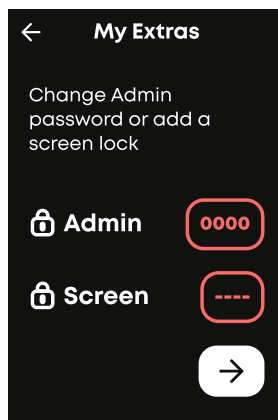 My Extras
Change Admin
password or add a
screen lock
Admin
0000
Screen
----